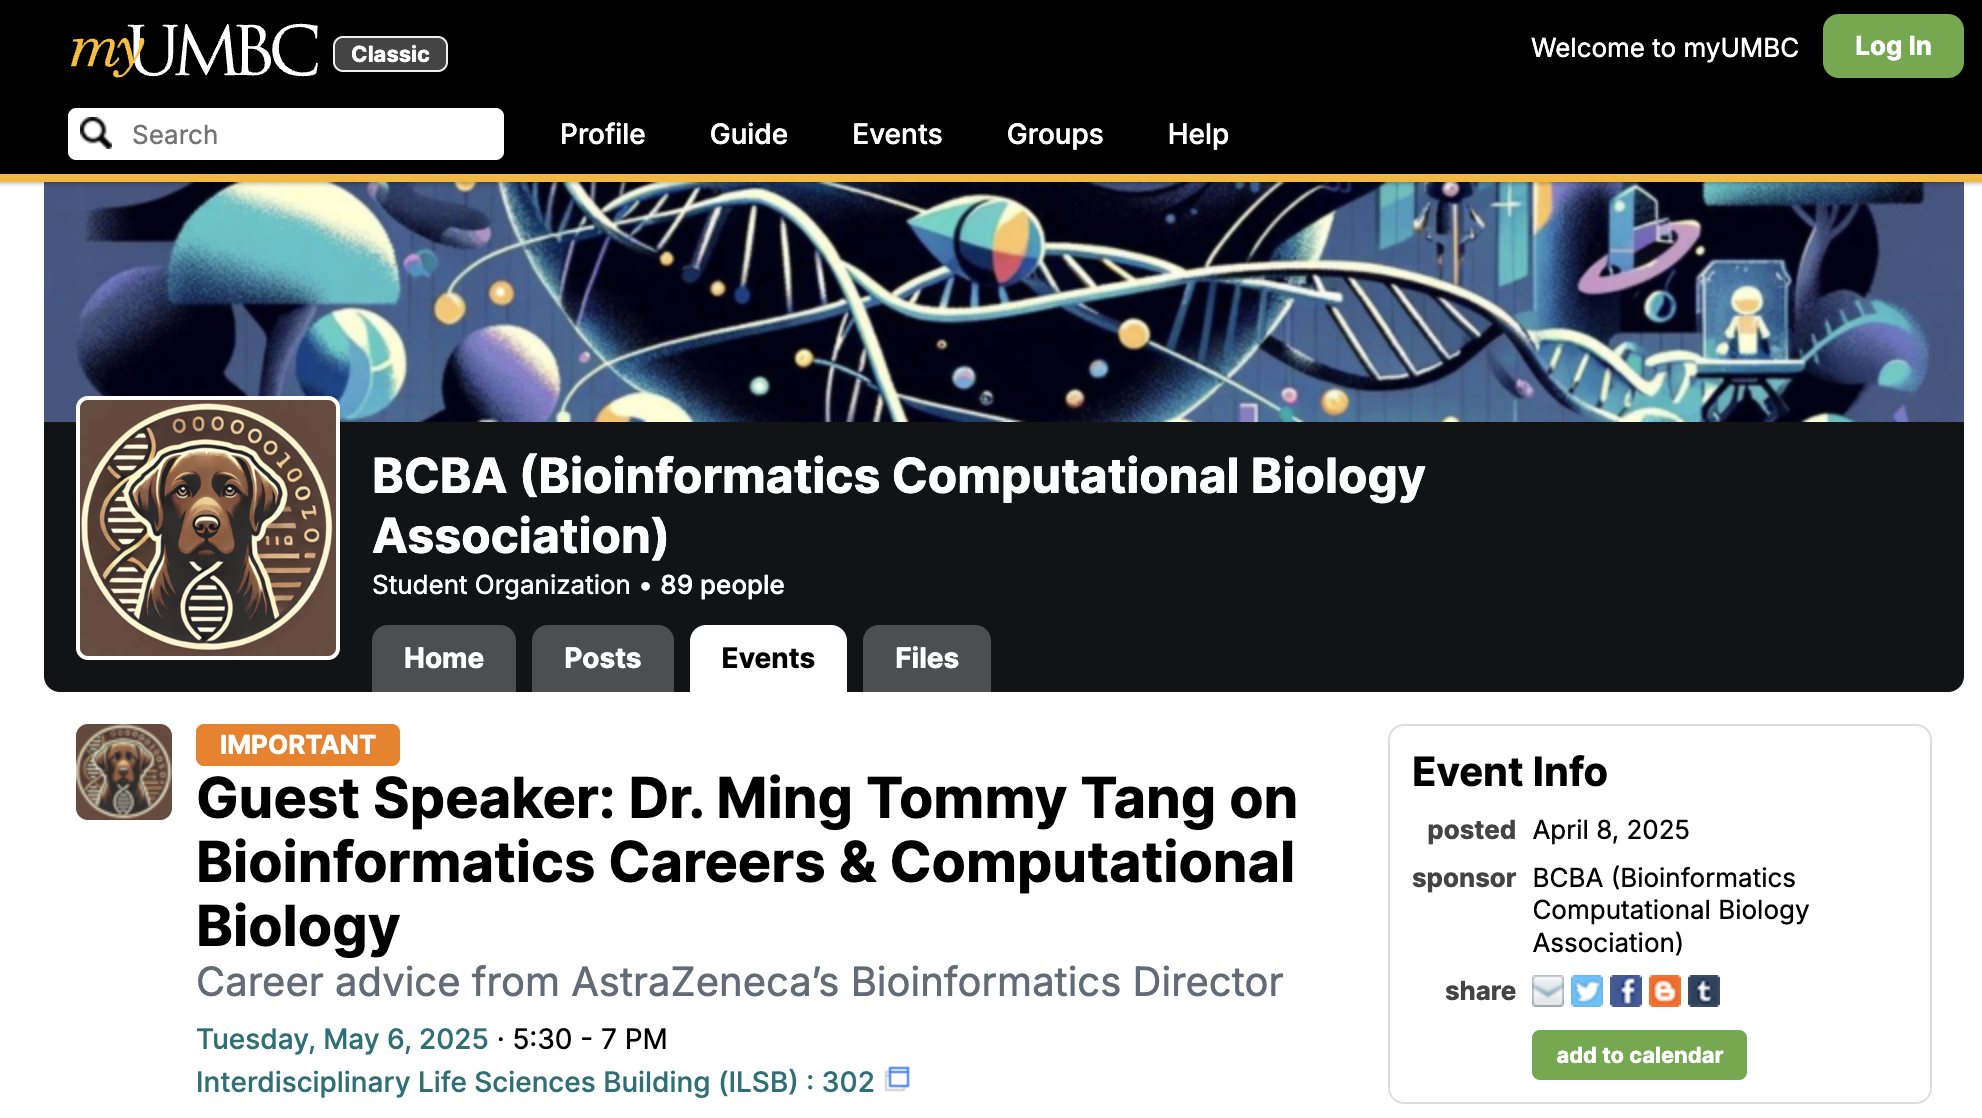 myUMBC Classic
Welcome to myUMBC
Log In
Search
Profile
Guide
Events
Groups
Help
BCBA (Bioinformatics Computational Biology
Association)
Student Organization • 89 people
Home
Posts
Events
Files
IMPORTANT
Guest Speaker: Dr. Ming Tommy Tang on
Bioinformatics Careers & Computational
Biology
Career advice from AstraZeneca’s Bioinformatics Director
Tuesday, May 6, 2025 · 5:30 - 7 PM
Interdisciplinary Life Sciences Building (ILSB) : 302
Event Info
posted April 8, 2025
sponsor BCBA (Bioinformatics
Computational Biology
Association)
share
add to calendar